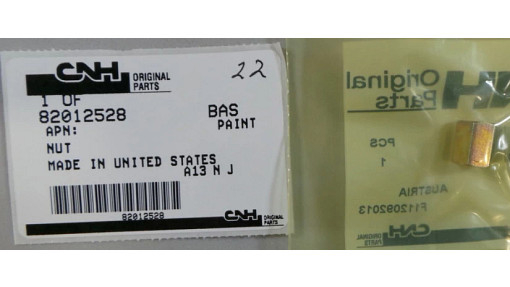 CNH ORIGINAL PARTS
22
1 OF
82012528
BAS
APN:
PAINT
NUT
MADE IN UNITED STATES
A13 N J
82012528
CNH ORIGINAL PARTS
CNH Original Parts
PCS
1
AUSTRIA
F112092013
CNH ORIGINAL PARTS